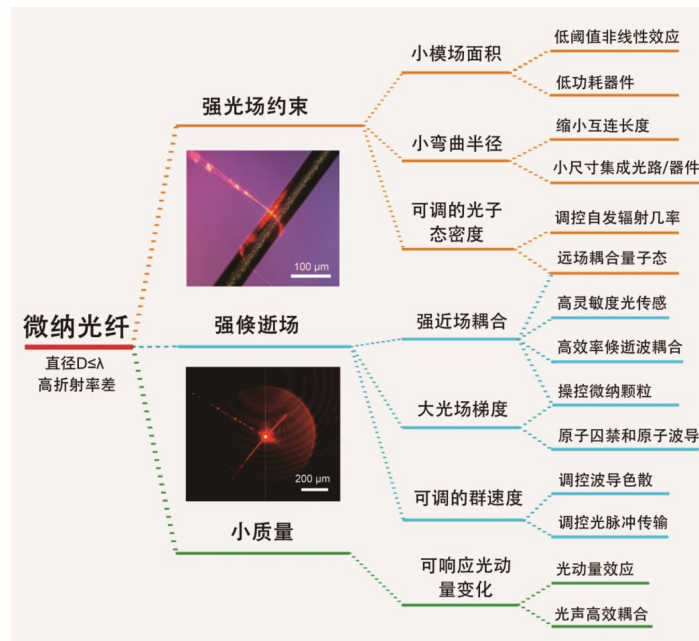 微纳光纤
直径D≤λ
高折射率差
强光场约束
100 μm
小模场面积
低阈值非线性效应
低功耗器件
小弯曲半径
缩小互连长度
小尺寸集成光路/器件
可调的光子
态密度
调控自发辐射几率
远场耦合量子态
强倏逝场
200 μm
强近场耦合
高灵敏度光传感
高效率倏逝波耦合
操控微纳颗粒
大光场梯度
原子囚禁和原子波导
可调的群速度
调控波导色散
调控光脉冲传输
小质量
可响应光动
量变化
光动量效应
光声高效耦合